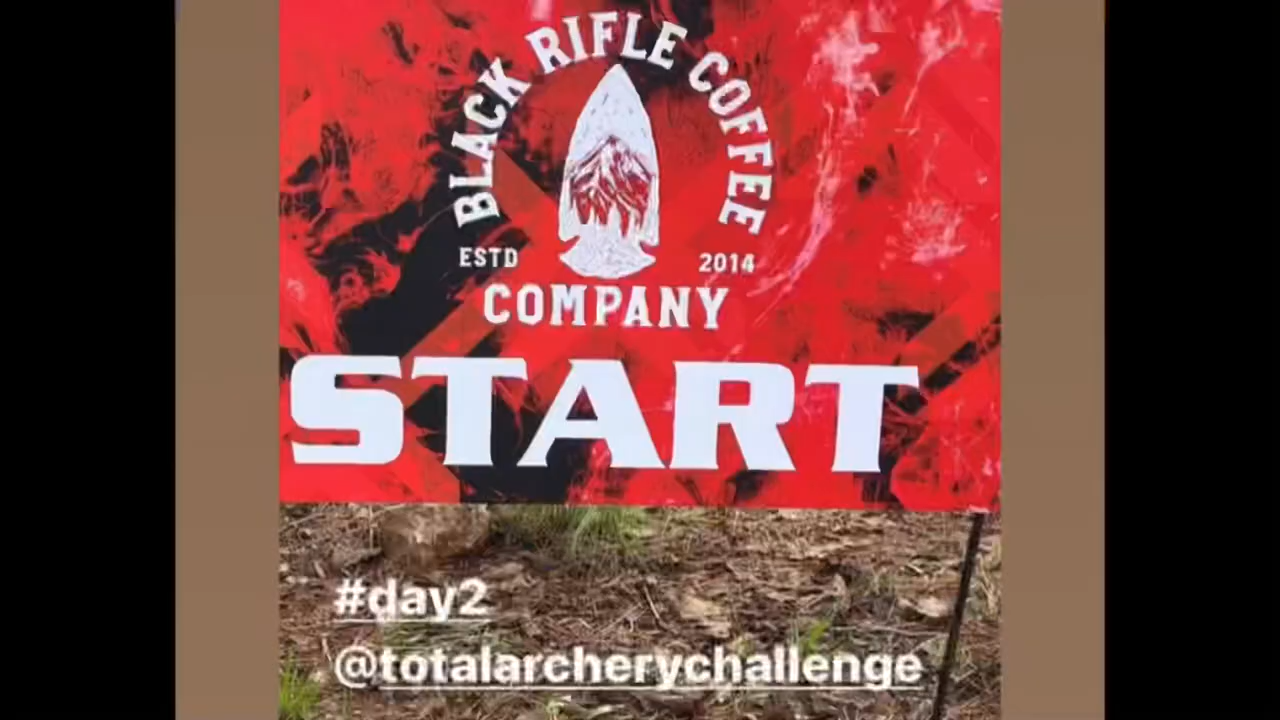 BLACK RIFLE COFFEE
ESTD 2014
COMPANY
START
#day2
@totalarcherychallenge